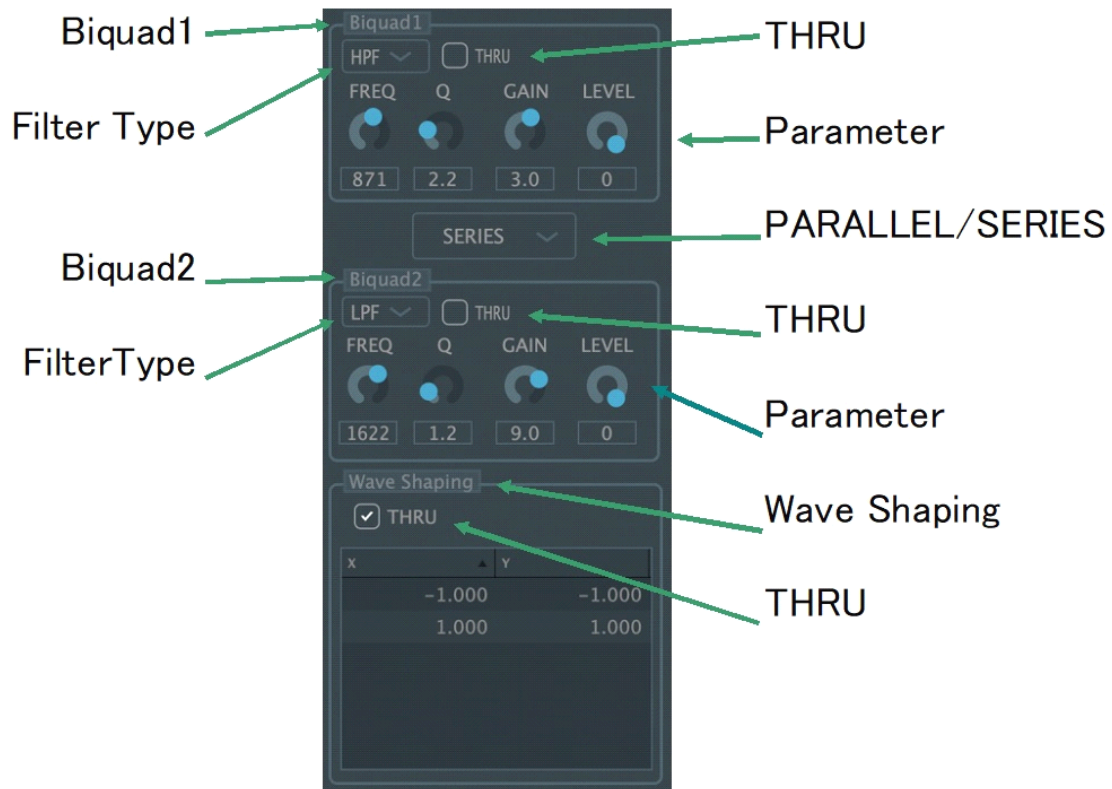 Biquad1
Biquad1
HPF THRU
THRU
Filter Type
FREQ Q GAIN LEVEL
Parameter
871 2.2 3.0 0
SERIES
PARALLEL/SERIES
Biquad2
Biquad2
LPF THRU
THRU
FilterType
FREQ Q GAIN LEVEL
Parameter
1622 1.2 9.0 0
Wave Shaping
Wave Shaping
THRU
X Y
-1.000 -1.000
THRU
1.000 1.000